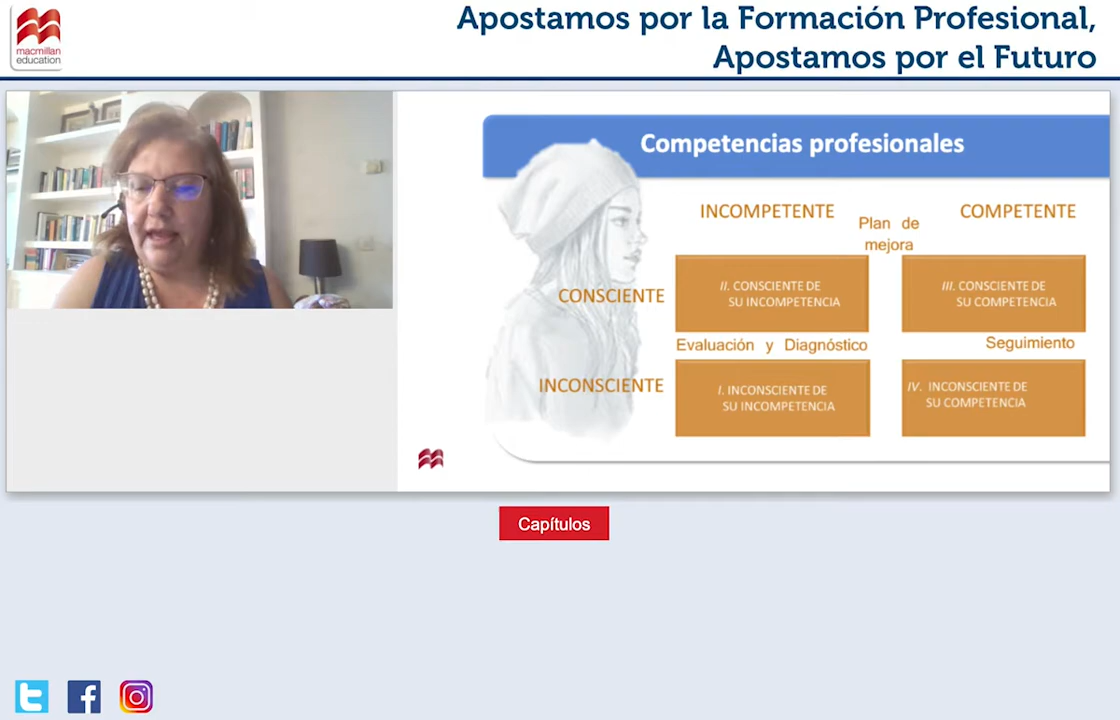 macmillan
education
Apostamos por la Formación Profesional,
Apostamos por el Futuro
Competencias profesionales
INCOMPETENTE
COMPETENTE
Plan de
mejora
CONSCIENTE
II. CONSCIENTE DE
SU INCOMPETENCIA
III. CONSCIENTE DE
SU COMPETENCIA
Evaluación y Diagnóstico
Seguimiento
INCONSCIENTE
I. INCONSCIENTE DE
SU INCOMPETENCIA
IV. INCONSCIENTE DE
SU COMPETENCIA
Capítulos